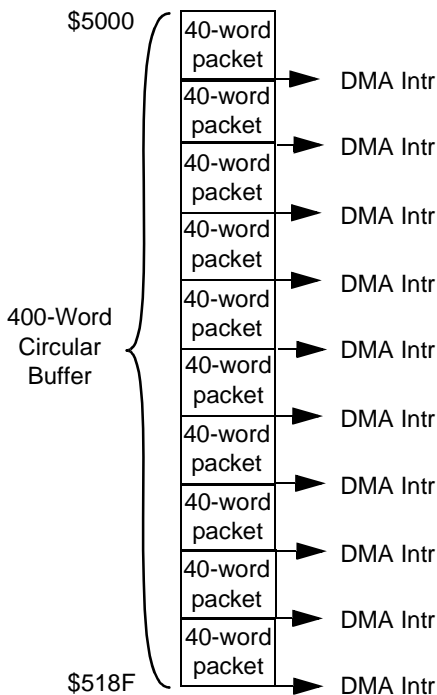 $5000
40-word
packet
DMA Intr
40-word
packet
DMA Intr
40-word
packet
DMA Intr
40-word
packet
DMA Intr
400-Word
Circular
Buffer
40-word
packet
DMA Intr
40-word
packet
DMA Intr
40-word
packet
DMA Intr
40-word
packet
DMA Intr
40-word
packet
DMA Intr
40-word
packet
$518F
DMA Intr